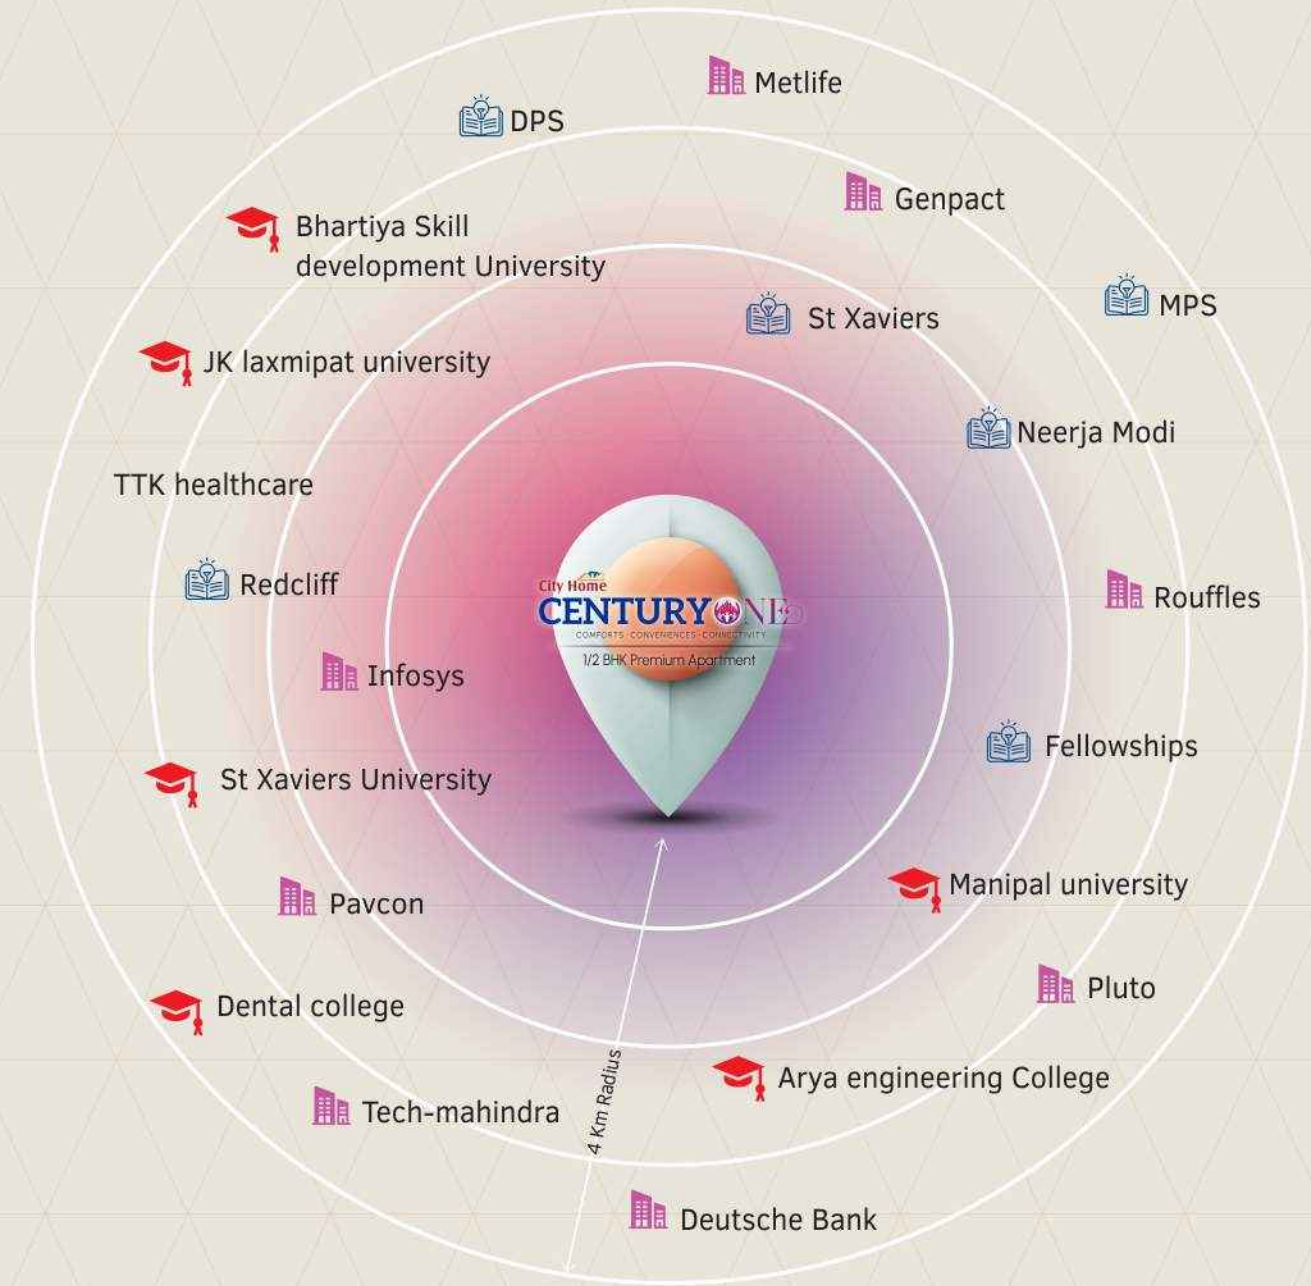 Metlife
DPS
Genpact
Bhartiya Skill
development University
MPS
St Xaviers
JK laxmipat university
Neerja Modi
TTK healthcare
Redcliff
City Home
CENTURY ONE
COMFORTS · CONVENIENCES · CONNECTIVITY
1/2 BHK Premium Apartment
Rouffles
Infosys
Fellowships
St Xaviers University
Manipal university
Pavcon
Pluto
Dental college
Arya engineering College
Tech-mahindra
4 Km Radius
Deutsche Bank